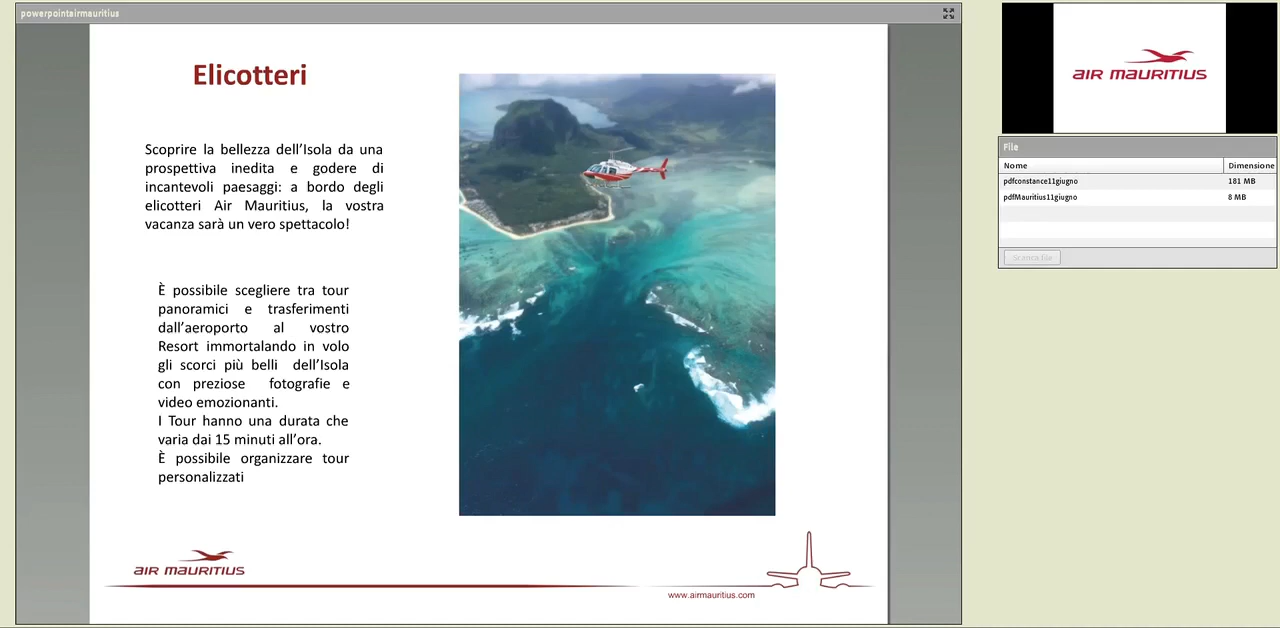 powerpointairmauritius
Elicotteri
Scoprire la bellezza dell'Isola da una
prospettiva inedita e godere di
incantevoli paesaggi: a bordo degli
elicotteri Air Mauritius, la vostra
vacanza sarà un vero spettacolo!
È possibile scegliere tra tour
panoramici e trasferimenti
dall'aeroporto al vostro
Resort immortalando in volo
gli scorci più belli dell'Isola
con preziose fotografie e
video emozionanti.
I Tour hanno una durata che
varia dai 15 minuti all'ora.
È possibile organizzare tour
personalizzati
AIR MAURITIUS
www.airmauritius.com
AIR MAURITIUS
File
Nome Dimensione
pdfconstance11giugno 181 MB
pdfMauritius11giugno 8 MB
Scarica file